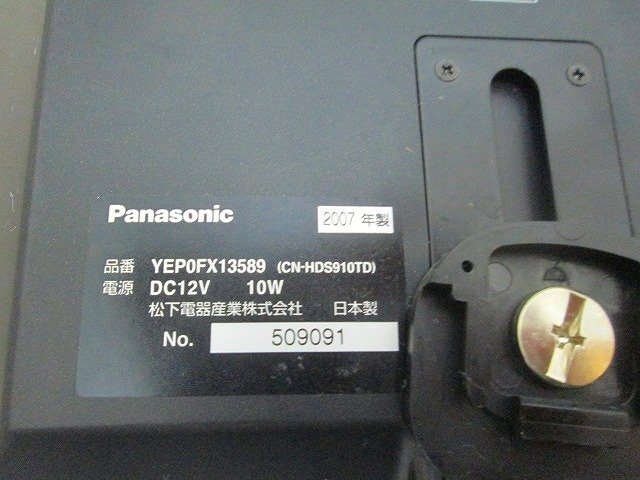 Panasonic 2007 年製
品番 YEP0FX13589 (CN-HDS910TD)
電源 DC12V 10W
松下電器産業株式会社 日本製
No. 509091